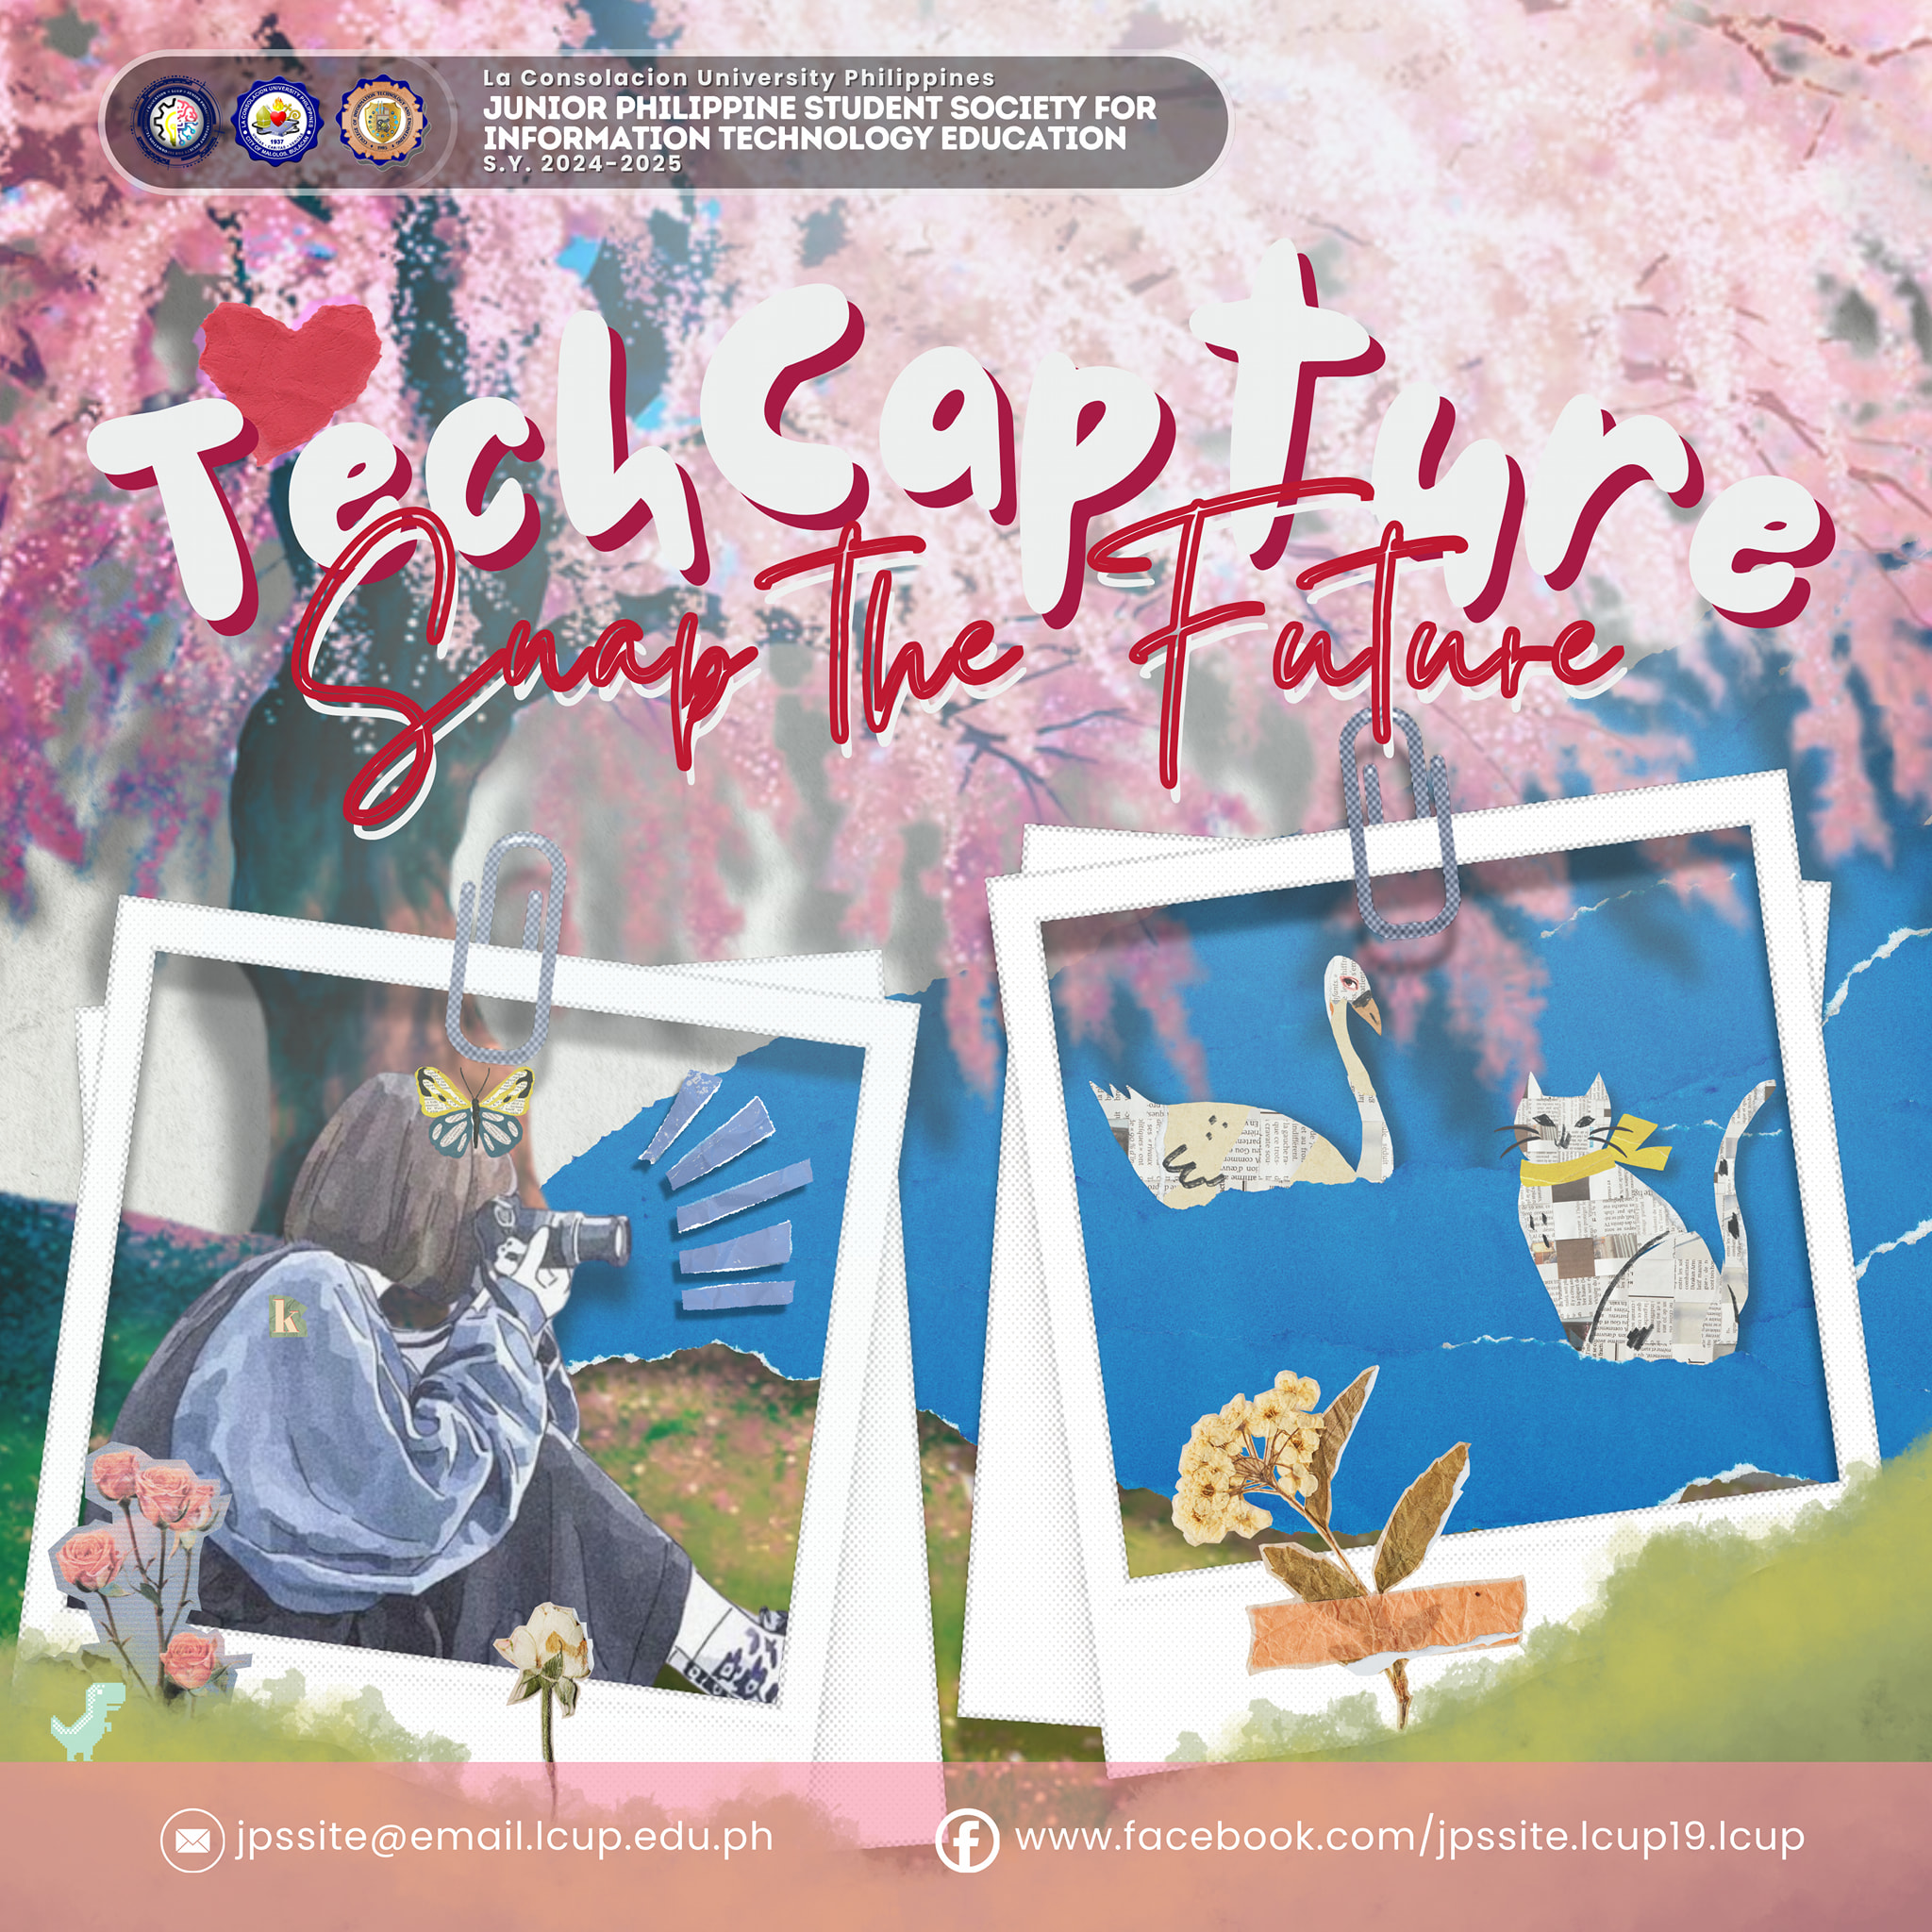 La Consolacion University Philippines
JUNIOR PHILIPPINE STUDENT SOCIETY FOR
INFORMATION TECHNOLOGY EDUCATION
S.Y. 2024-2025
TechCapture
Snap the Future
k
jpssite@email.lcup.edu.ph
www.facebook.com/jpssite.lcup19.lcup